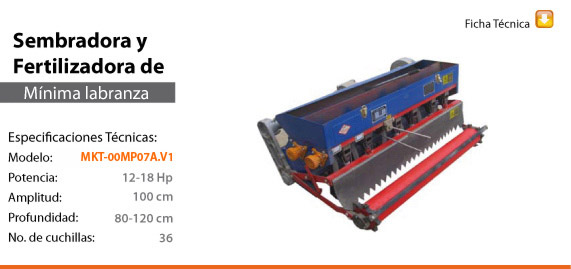 Ficha Técnica
Sembradora y
Fertilizadora de
Mínima labranza
Especificaciones Técnicas:
Modelo: MKT-00MP07A.V1
Potencia: 12-18 Hp
Amplitud: 100 cm
Profundidad: 80-120 cm
No. de cuchillas: 36